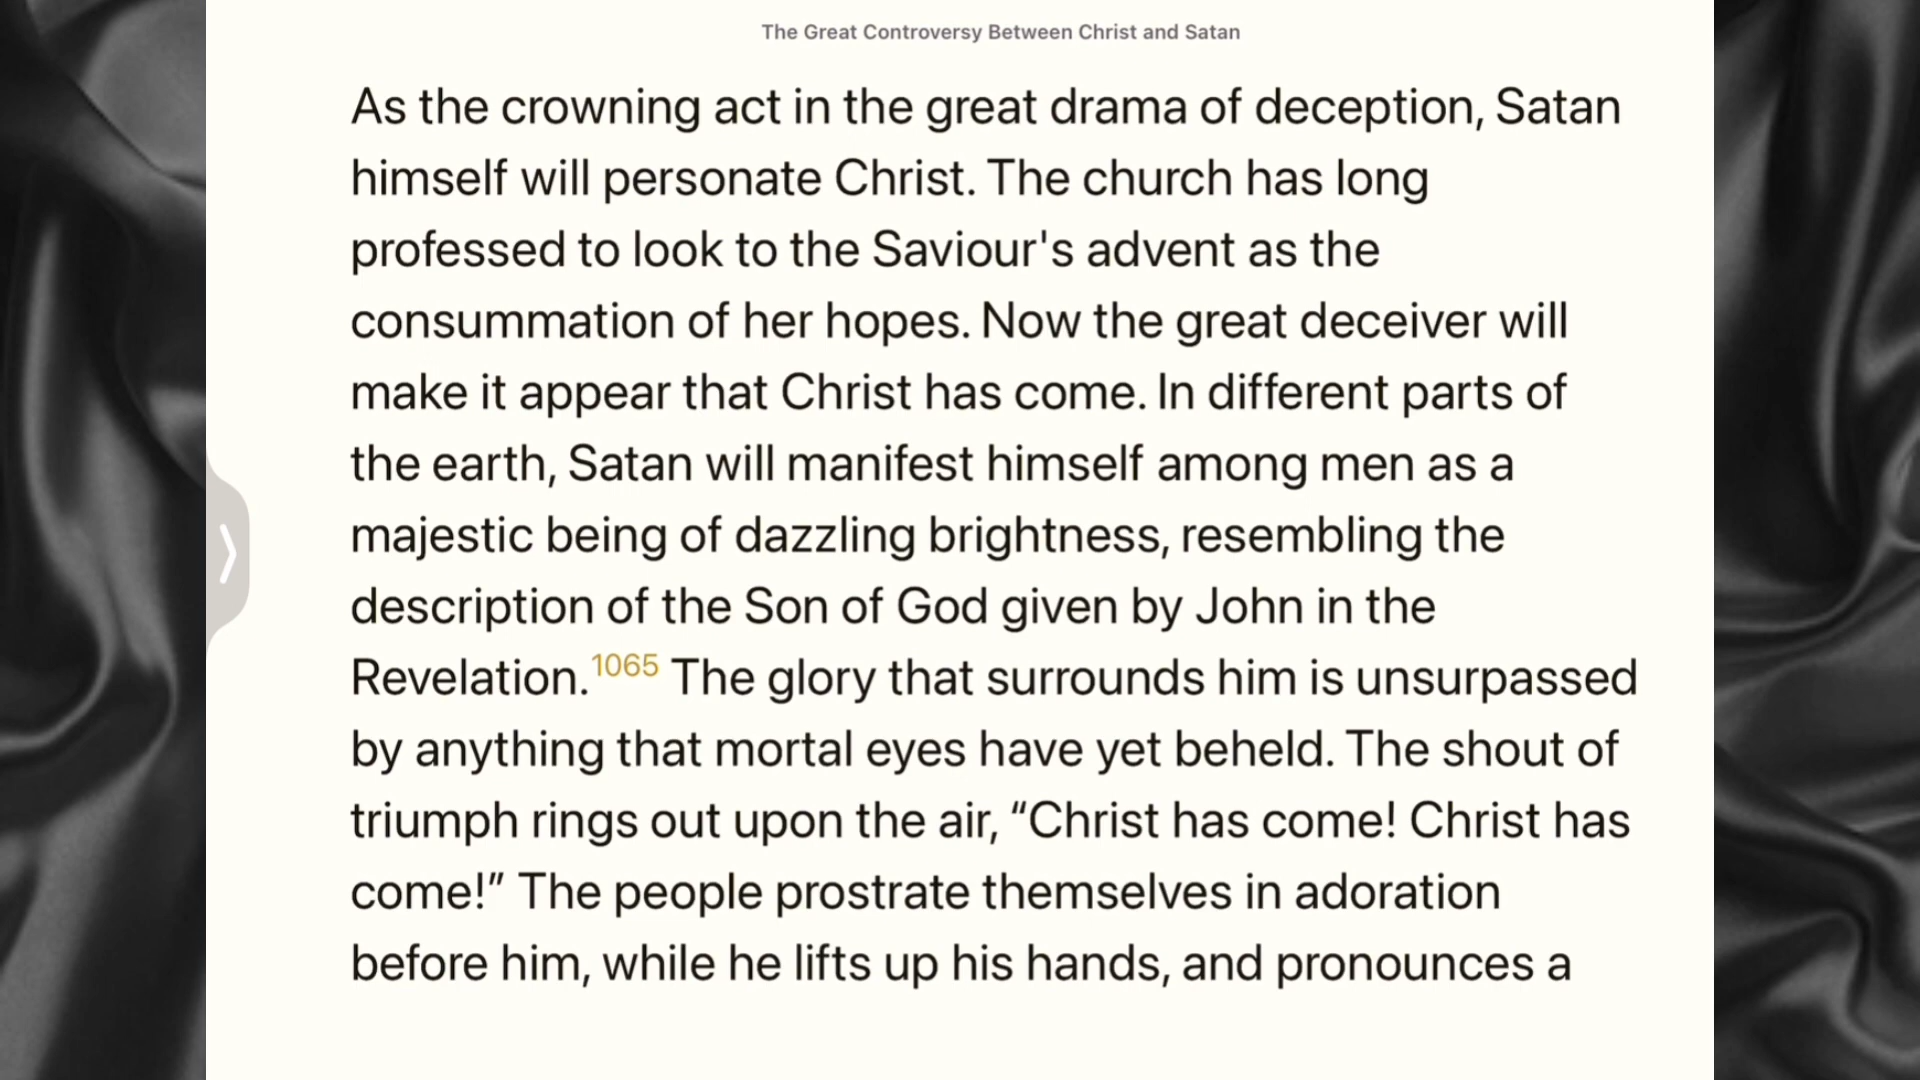 The Great Controversy Between Christ and Satan
As the crowning act in the great drama of deception, Satan
himself will personate Christ. The church has long
professed to look to the Saviour's advent as the
consummation of her hopes. Now the great deceiver will
make it appear that Christ has come. In different parts of
the earth, Satan will manifest himself among men as a
majestic being of dazzling brightness, resembling the
description of the Son of God given by John in the
Revelation.1065 The glory that surrounds him is unsurpassed
by anything that mortal eyes have yet beheld. The shout of
triumph rings out upon the air, “Christ has come! Christ has
come!” The people prostrate themselves in adoration
before him, while he lifts up his hands, and pronounces a